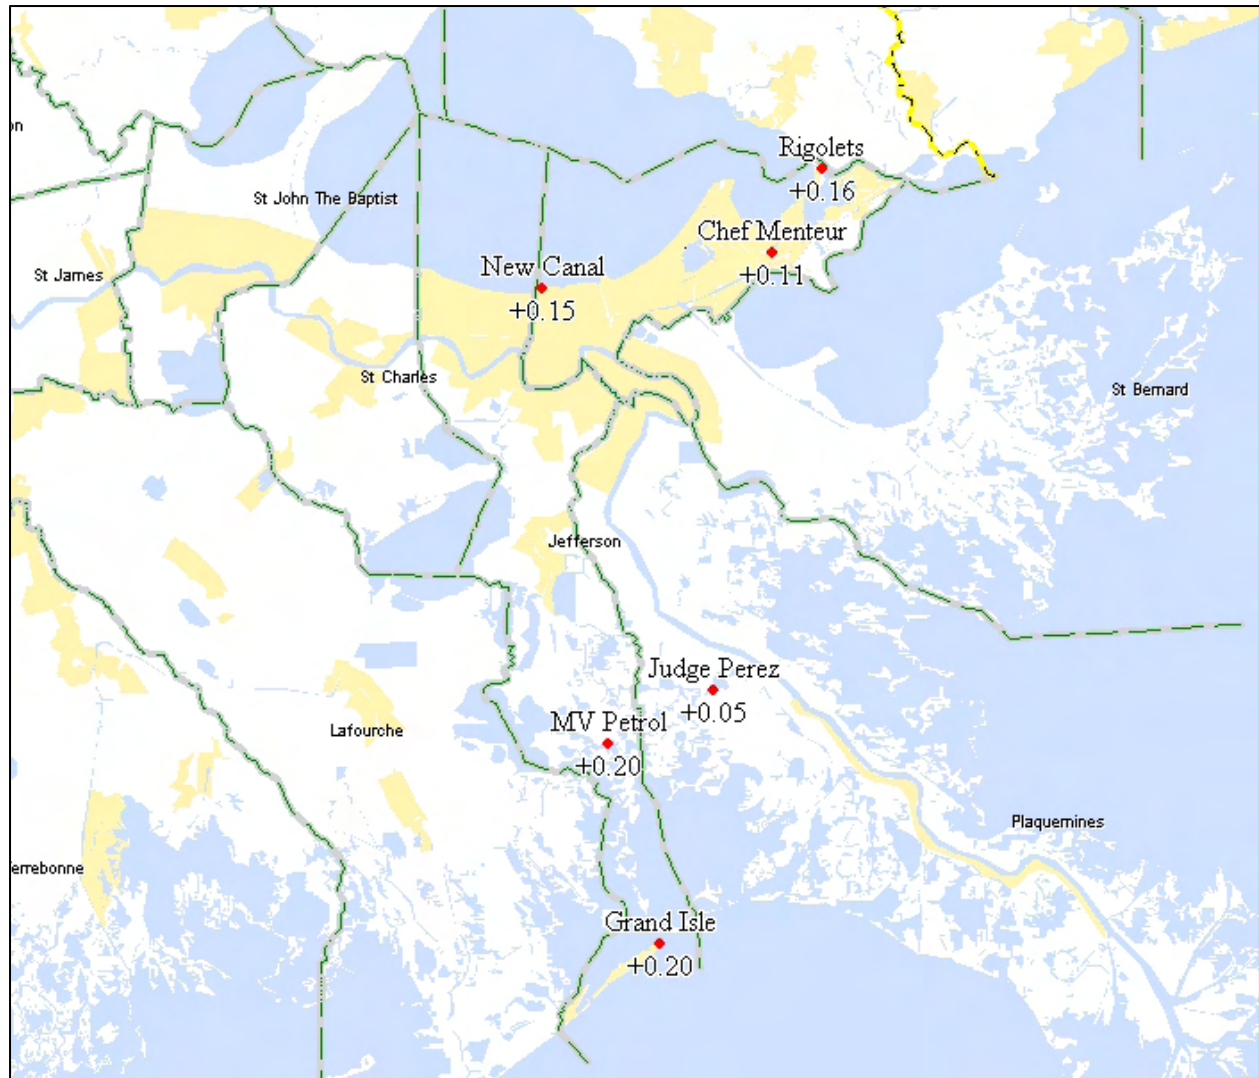 on
Rigolets
+0.16
St John The Baptist
Chef Menteur
+0.11
St James
New Canal
+0.15
St Charles
St Bernard
Jefferson
Judge Perez
+0.05
MV Petrol
+0.20
Lafourche
Plaquemines
errebonne
Grand Isle
+0.20